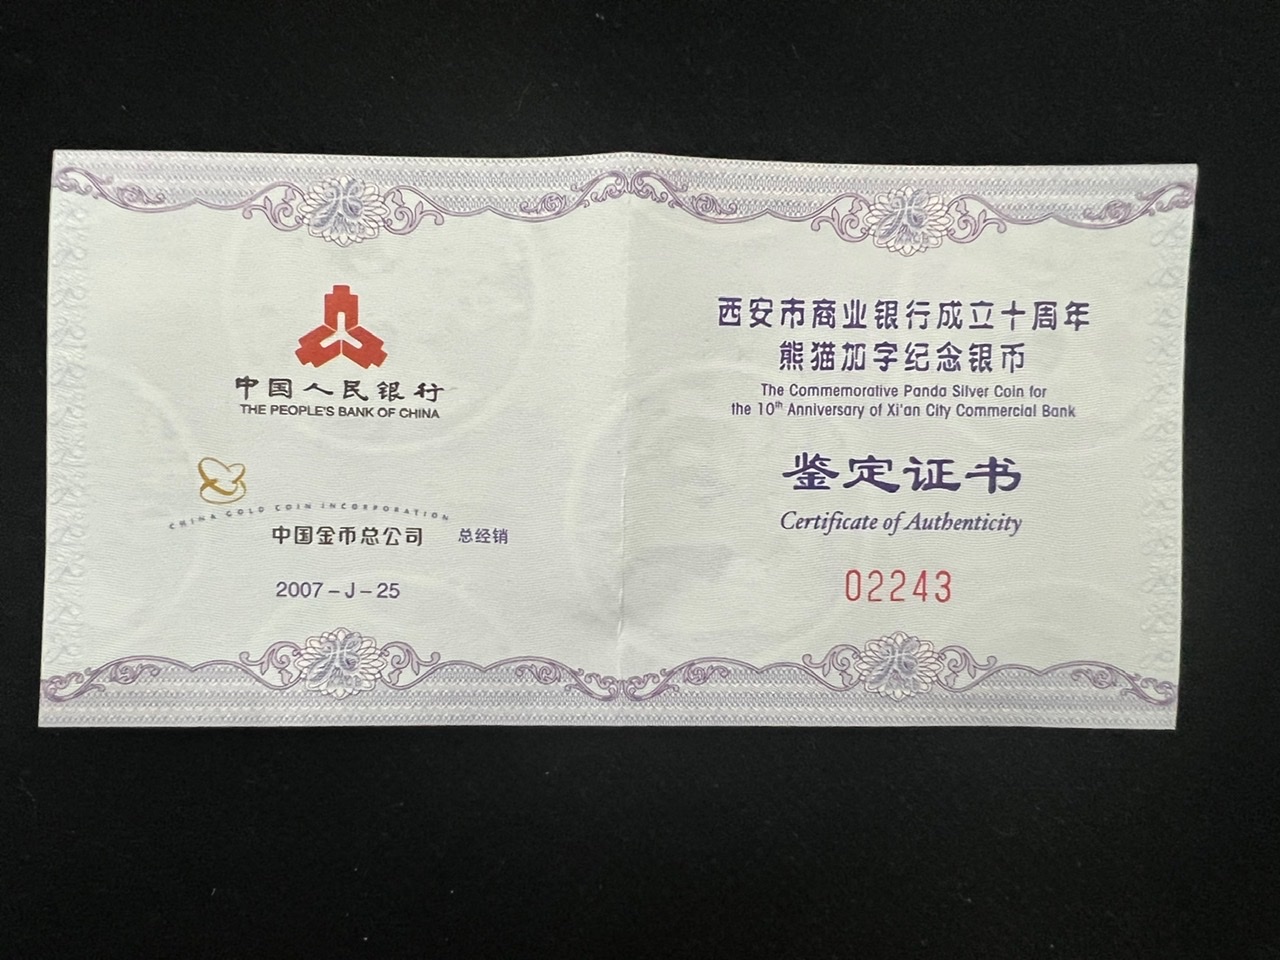 中国人民银行
THE PEOPLE'S BANK OF CHINA
CHINA GOLD COIN INCORPORATION
中国金币总公司 总经销
2007-J-25
西安市商业银行成立十周年
熊猫加字纪念银币
The Commemorative Panda Silver Coin for
the 10th Anniversary of Xi'an City Commercial Bank
鉴定证书
Certificate of Authenticity
02243